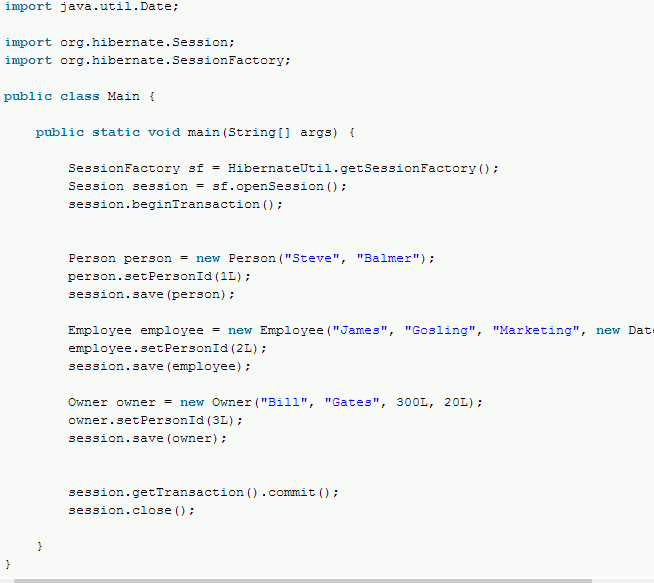 import java.util.Date;
import org.hibernate.Session;
import org.hibernate.SessionFactory;
public class Main {
public static void main(String[] args) {
SessionFactory sf = HibernateUtil.getSessionFactory();
Session session = sf.openSession();
session.beginTransaction();
Person person = new Person("Steve", "Balmer");
person.setPersonId(1L);
session.save(person);
Employee employee = new Employee("James", "Gosling", "Marketing", new Dat
employee.setPersonId(2L);
session.save(employee);
Owner owner = new Owner("Bill", "Gates", 300L, 20L);
owner.setPersonId(3L);
session.save(owner);
session.getTransaction().commit();
session.close();
}
}